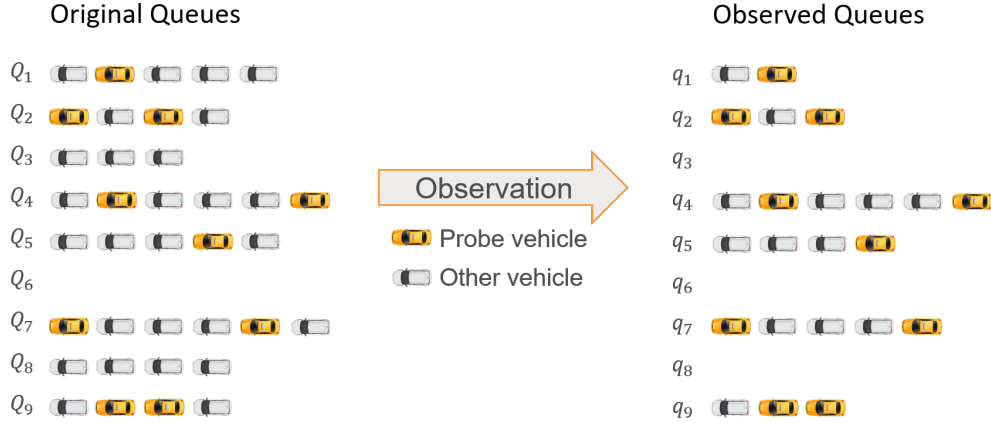 Original Queues
Observed Queues
Q1
Q2
Q3
Q4
Q5
Q6
Q7
Q8
Q9
Observation
Probe vehicle
Other vehicle
q1
q2
q3
q4
q5
q6
q7
q8
q9